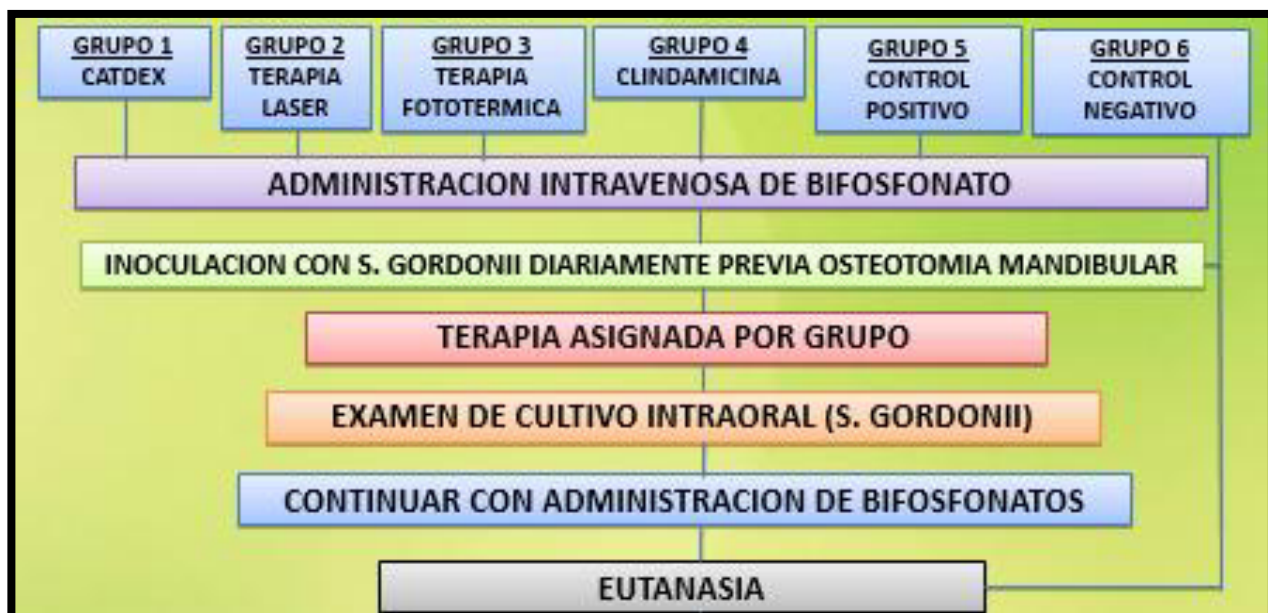 GRUPO 1
CATDEX
GRUPO 2
TERAPIA
LASER
GRUPO 3
TERAPIA
FOTOTERMICA
GRUPO 4
CLINDAMICINA
GRUPO 5
CONTROL
POSITIVO
GRUPO 6
CONTROL
NEGATIVO
ADMINISTRACION INTRAVENOSA DE BIFOSFONATO
INOCULACION CON S. GORDONII DIARIAMENTE PREVIA OSTEOTOMIA MANDIBULAR
TERAPIA ASIGNADA POR GRUPO
EXAMEN DE CULTIVO INTRAORAL (S. GORDONII)
CONTINUAR CON ADMINISTRACION DE BIFOSFONATOS
EUTANASIA